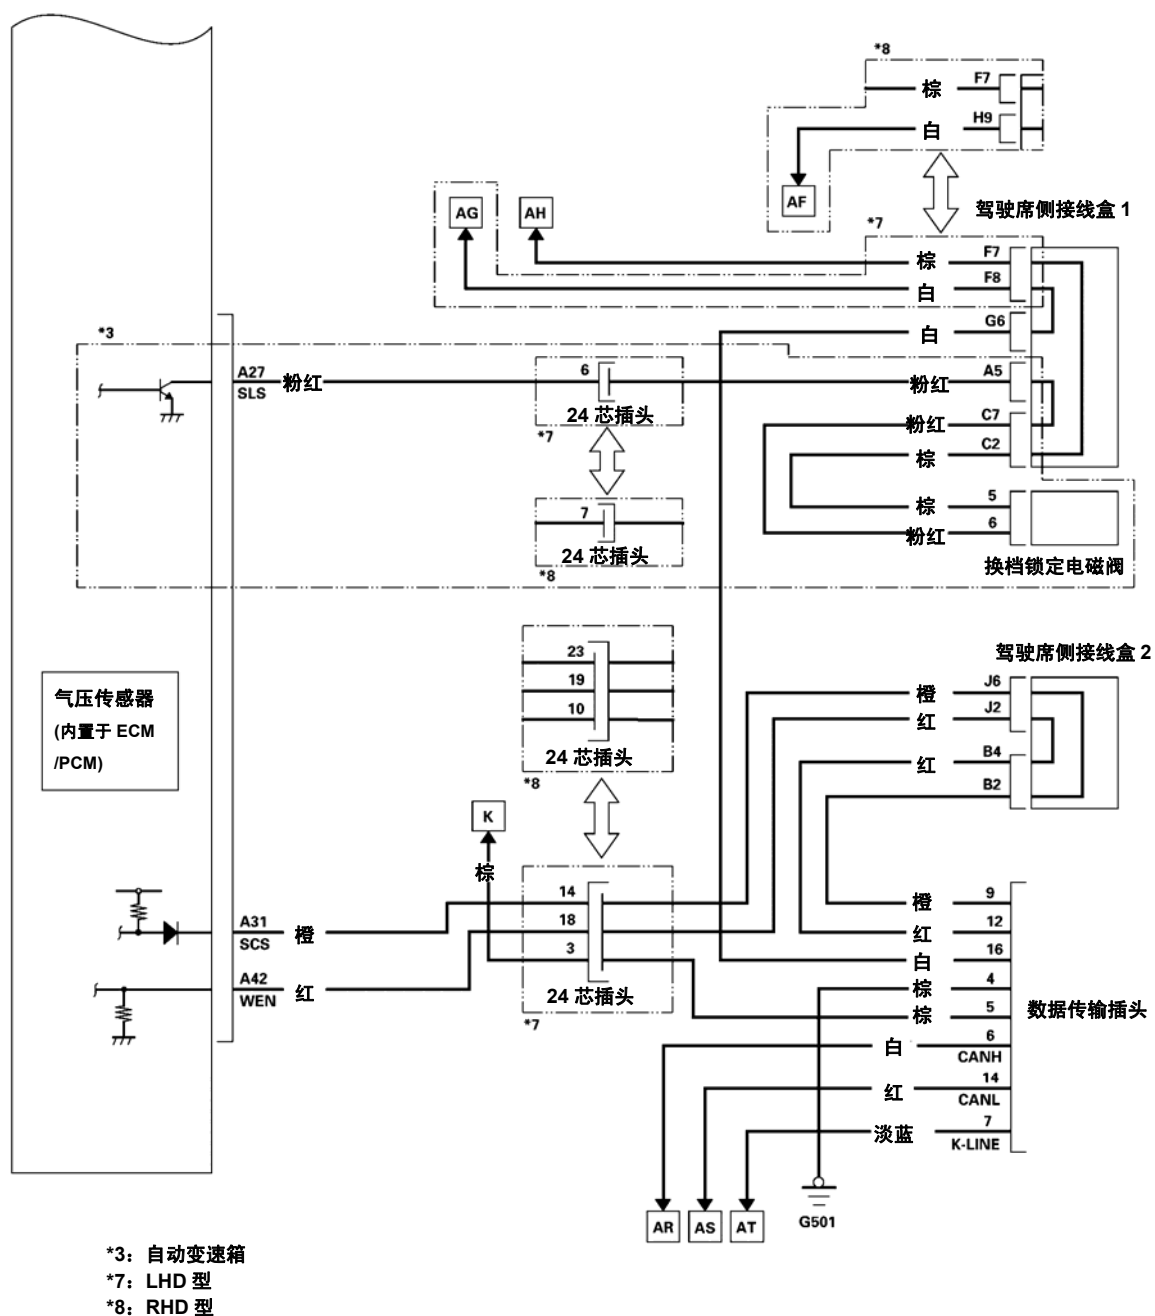 *8
棕
F7
白
H9
AF
驾驶席侧接线盒 1
AG
AH
*7
棕
F7
白
F8
白
G6
*3
A27
SLS
粉红
6
24 芯插头
*7
粉红
A5
粉红
C7
棕
C2
7
24 芯插头
*8
棕
5
粉红
6
换档锁定电磁阀
23
19
10
24 芯插头
*8
驾驶席侧接线盒 2
橙
J6
红
J2
红
B4
B2
气压传感器
(内置于 ECM
/PCM)
K
棕
14
18
3
24 芯插头
*7
A31
SCS
橙
A42
WEN
红
橙
9
红
12
白
16
棕
4
棕
5
白
6
CANH
红
14
CANL
淡蓝
7
K-LINE
数据传输插头
AR
AS
AT
G501
*3：自动变速箱
*7：LHD 型
*8：RHD 型